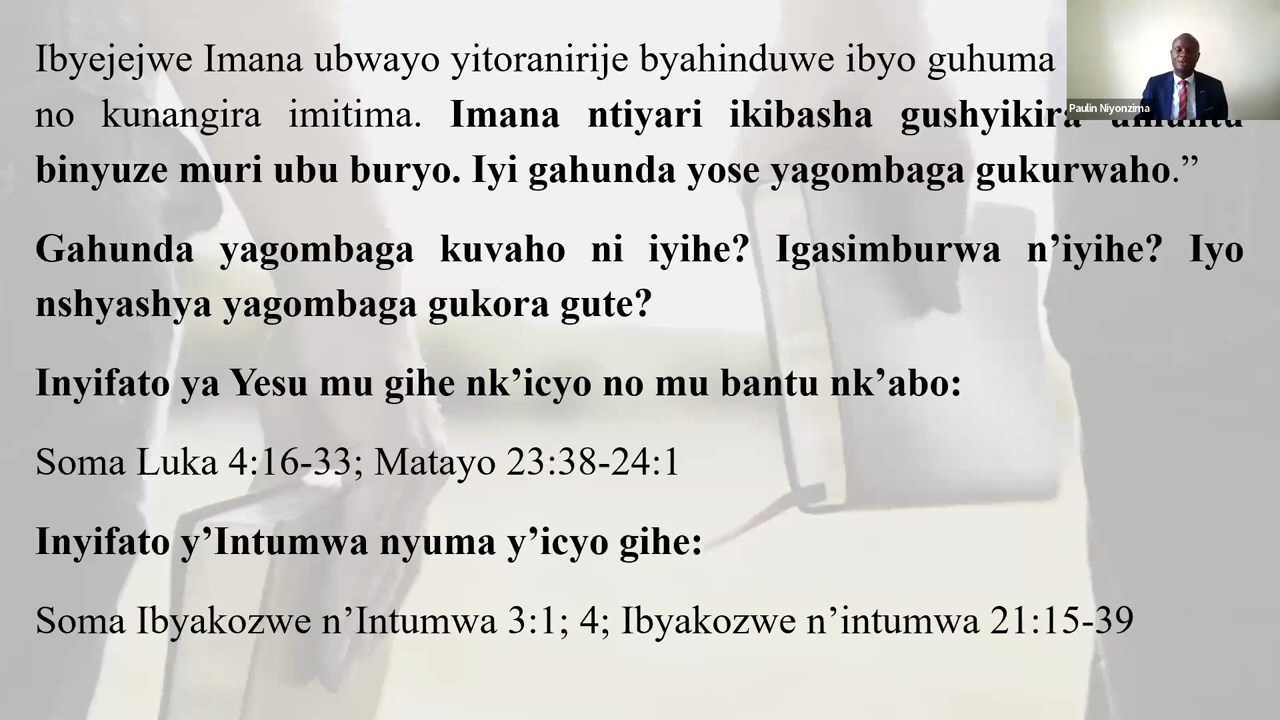 Ibyejejwe Imana ubwayo yitoranirije byahinduwe ibyo guhuma
Paulin Niyonzima
no kunangira imitima. Imana ntiyari ikibasha gushyikira
binyuze muri ubu buryo. Iyi gahunda yose yagombaga gukurwaho.”
Gahunda yagombaga kuvaho ni iyihe? Igasimburwa n’iyihe? Iyo
nshyashya yagombaga gukora gute?
Inyifato ya Yesu mu gihe nk’icyo no mu bantu nk’abo:
Soma Luka 4:16-33; Matayo 23:38-24:1
Inyifato y’Intumwa nyuma y’icyo gihe:
Soma Ibyakozwe n’Intumwa 3:1; 4; Ibyakozwe n’intumwa 21:15-39